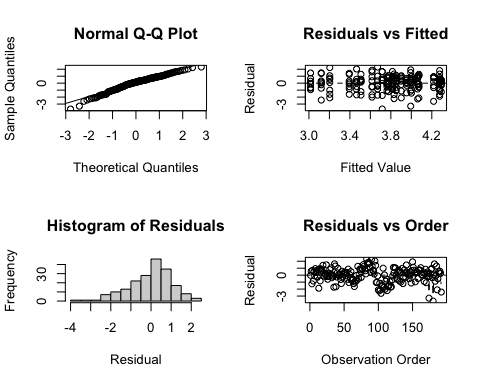 Normal Q-Q Plot
Sample Quantiles
0
-3
-3 -2 -1 0 1 2 3
Theoretical Quantiles
Residuals vs Fitted
Residual
0
-3
3.0 3.4 3.8 4.2
Fitted Value
Histogram of Residuals
Frequency
30
0
-4 -2 0 1 2
Residual
Residuals vs Order
Residual
0
-3
0 50 100 150
Observation Order